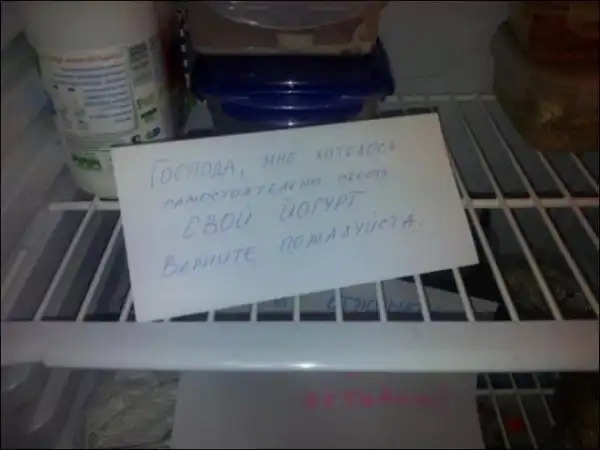 Господа, мне хотелось
самостоятельно съесть
СВОЙ ЙОГУРТ
Верните, пожалуйста.